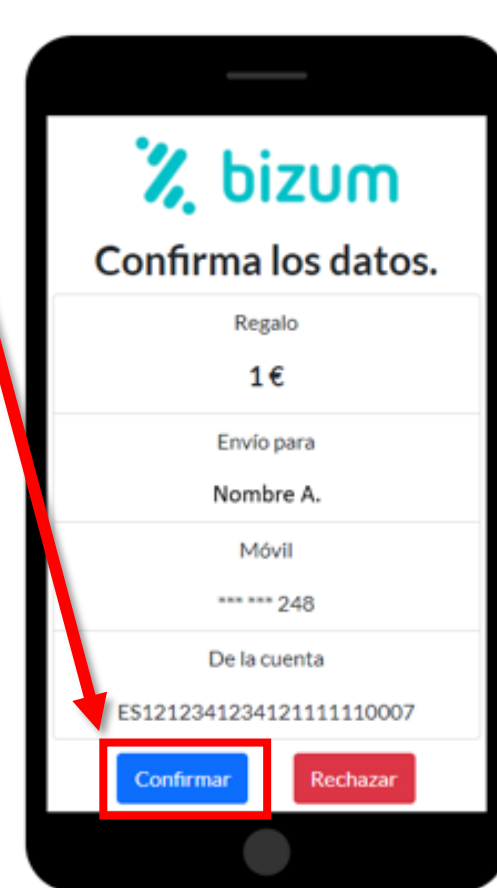 bizum
Confirma los datos.
Regalo
1 €
Envío para
Nombre A.
Móvil
*** *** 248
De la cuenta
ES1212341234121111110007
Confirmar Rechazar